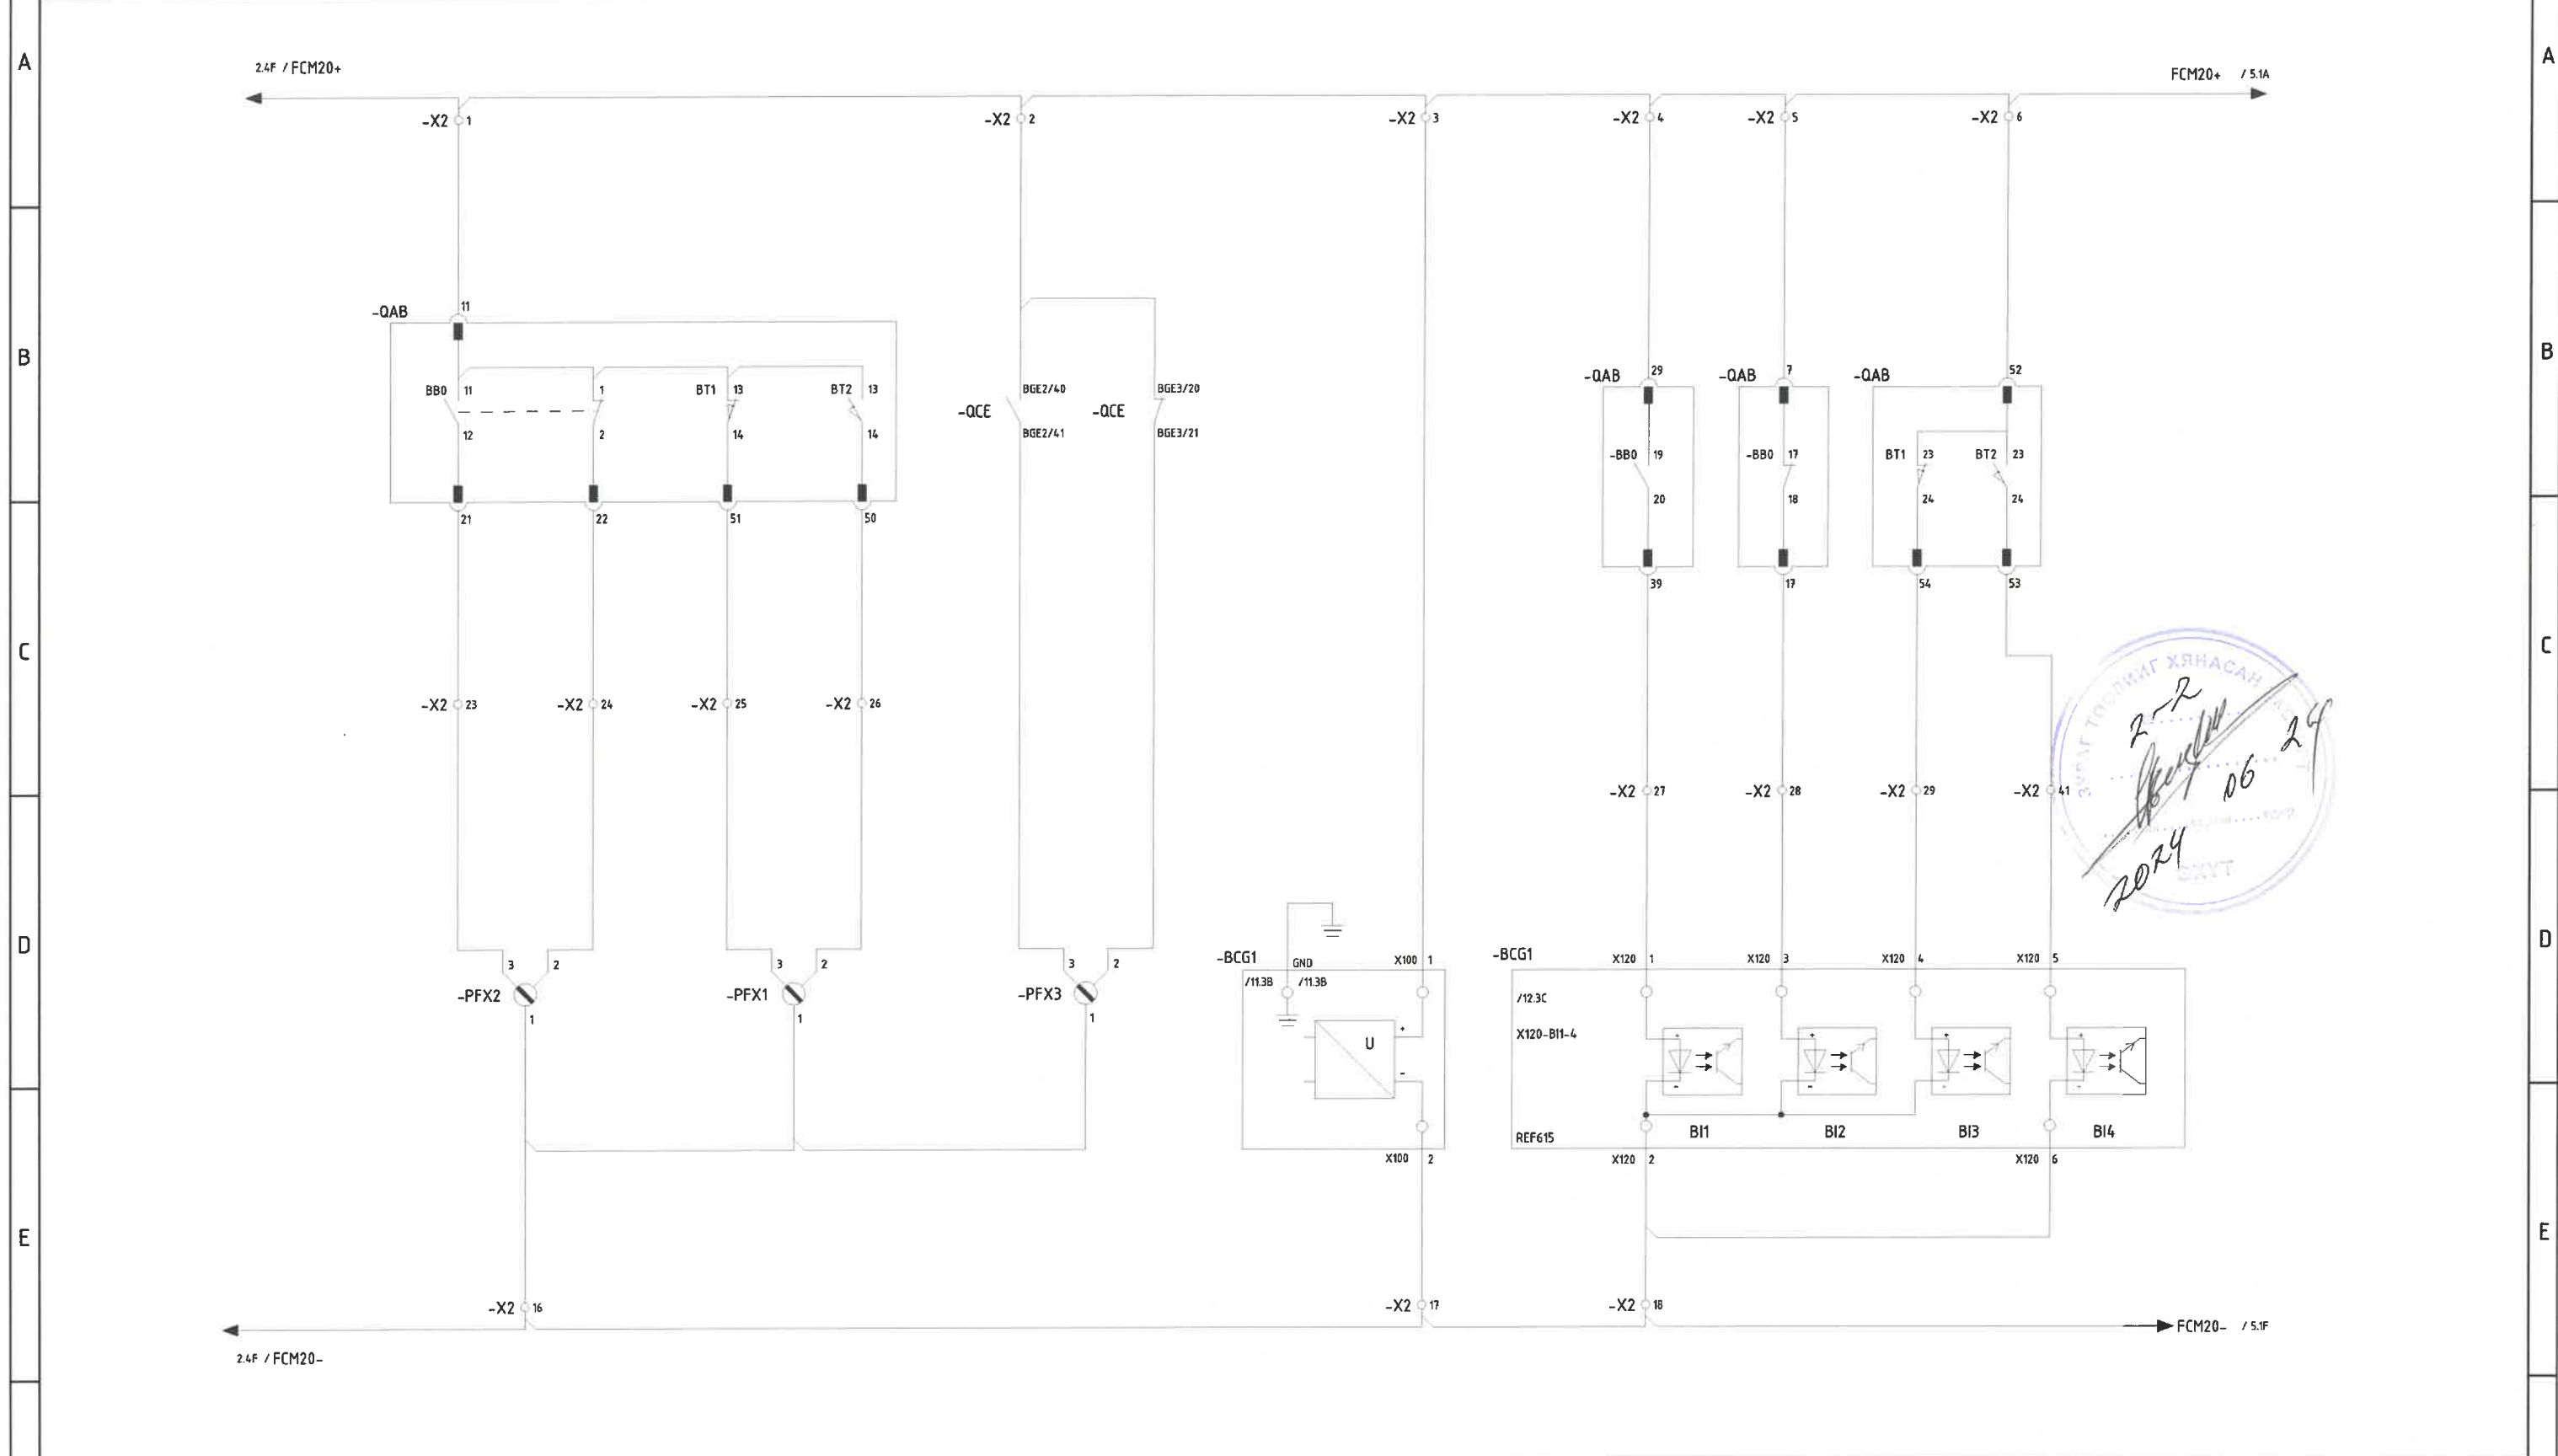 A
A
2.4F / FCM20+
FCM20+ / 5.1A
-X2 1
-X2 2
-X2 3
-X2 4
-X2 5
-X2 6
B
B
-QAB 11
BB0 11 12
1 2
BT1 13 14
BT2 13 14
21 22 51 50
-QCE BGE2/40 BGE2/41
-QCE BGE3/20 BGE3/21
-QAB 29
-BB0 19 20
39
-QAB 7
-BB0 17 18
17
-QAB 52
BT1 23 24
BT2 23 24
54 53
C
C
-X2 23
-X2 24
-X2 25
-X2 26
-X2 27
-X2 28
-X2 29
-X2 41
ХЯНАСАН
2-2
06 24
2024
ЭХУТ
D
D
3 2
-PFX2
1
3 2
-PFX1
1
3 2
-PFX3
1
-BCG1 GND X100 1
/11.3B /11.3B
U
+
-
X100 2
-BCG1 X120 1 X120 3 X120 4 X120 5
/12.3C
X120-BI1-4
+ + + +
- - - -
REF615 BI1 BI2 BI3 BI4
X120 2 X120 6
E
E
-X2 16
-X2 17
-X2 18
2.4F / FCM20-
FCM20- / 5.1F